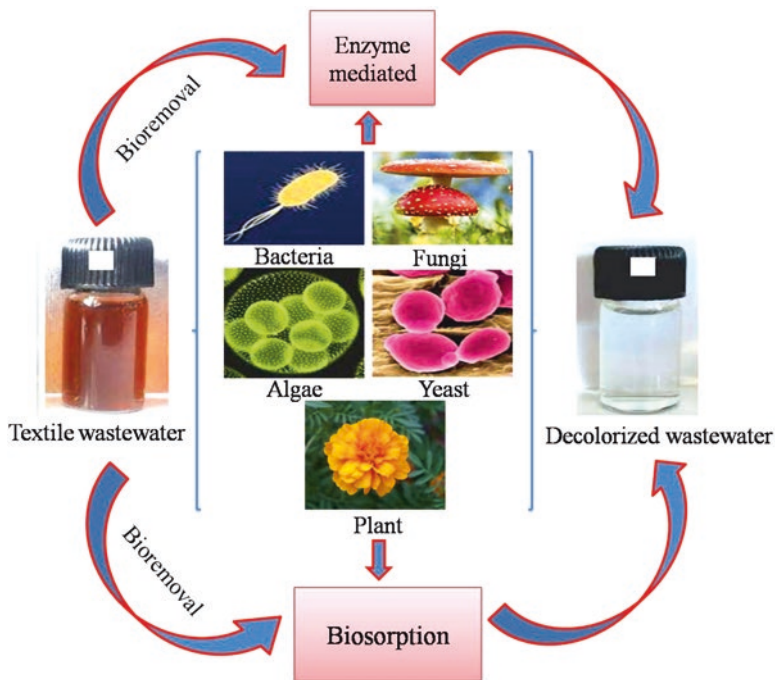 Enzyme
mediated
Bioremoval
Bacteria
Fungi
Algae
Yeast
Textile wastewater
Decolorized wastewater
Plant
Bioremoval
Biosorption